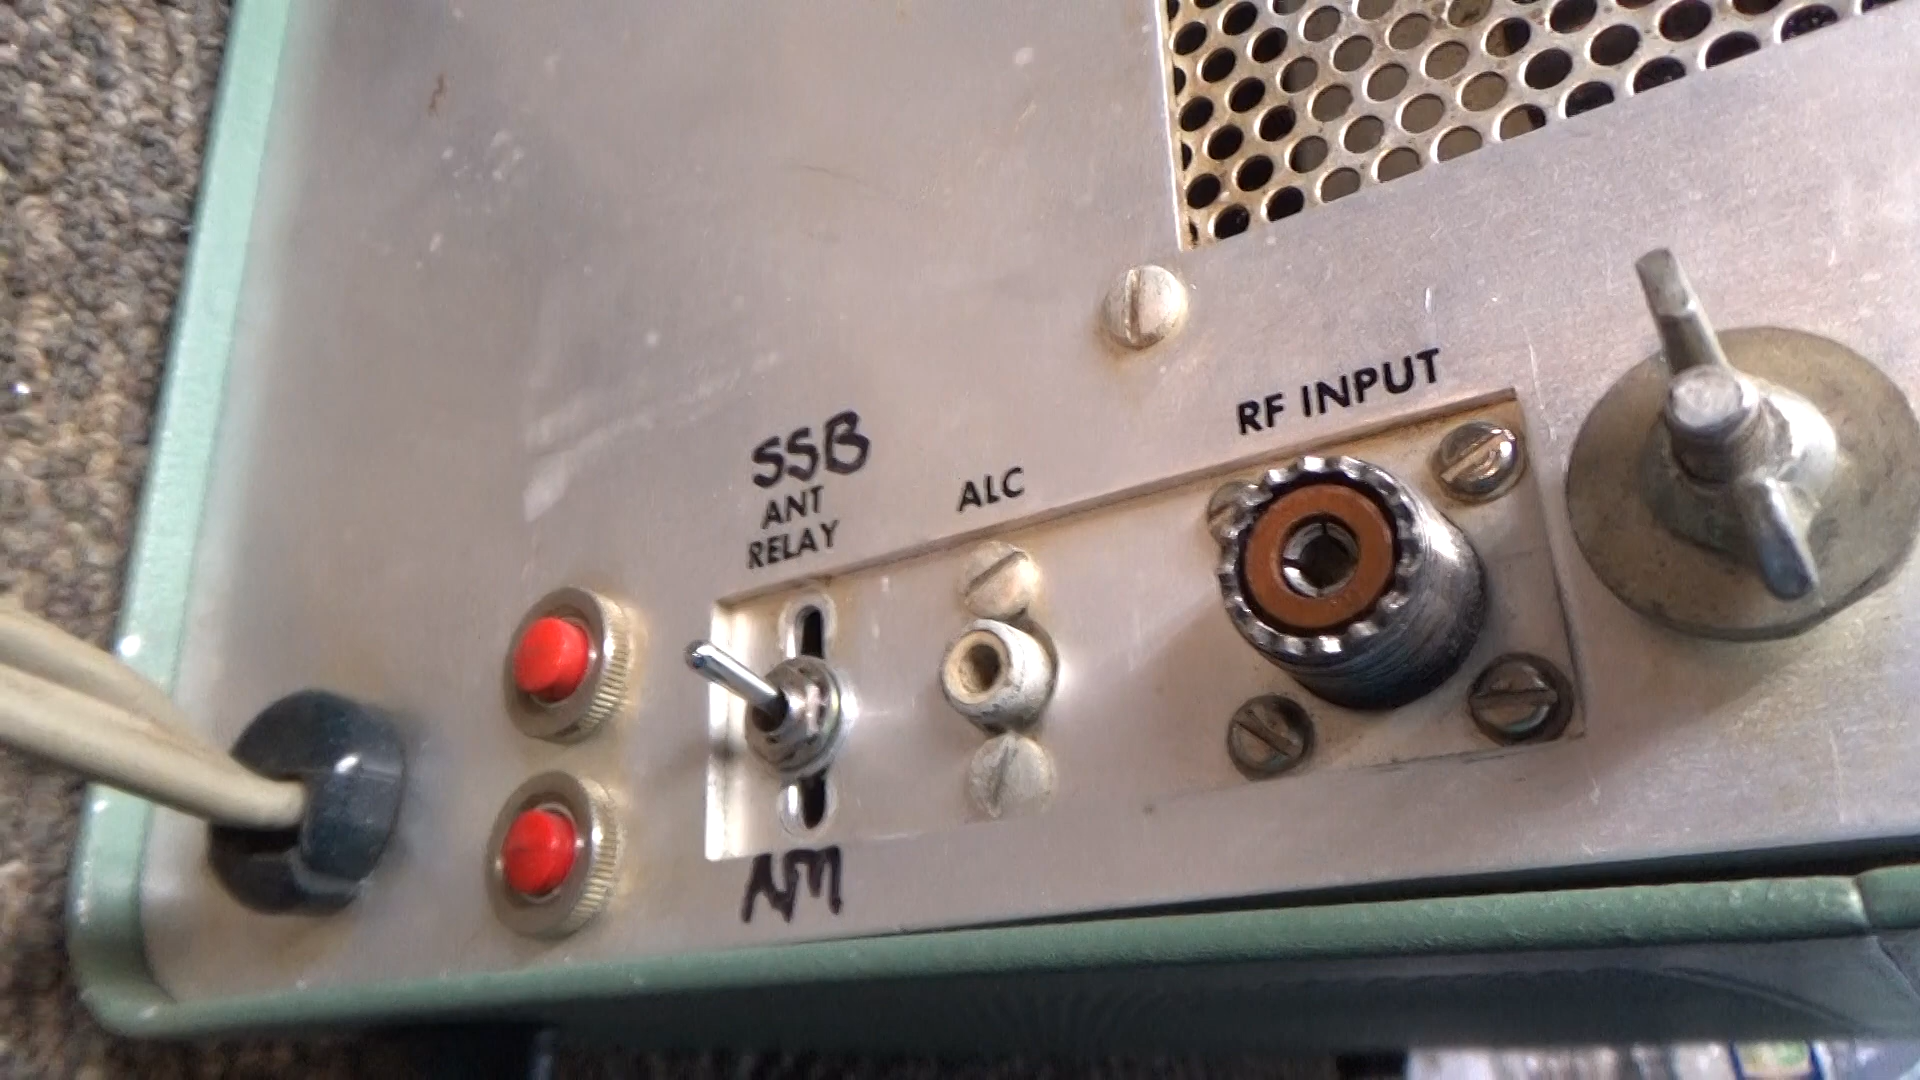 SSB
ANT
RELAY
ALC
RF INPUT
AM